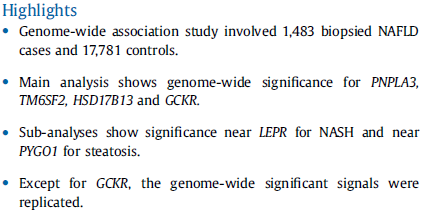 Highlights
• Genome-wide association study involved 1,483 biopsied NAFLD
cases and 17,781 controls.
• Main analysis shows genome-wide significance for PNPLA3,
TM6SF2, HSD17B13 and GCKR.
• Sub-analyses show significance near LEPR for NASH and near
PYGO1 for steatosis.
• Except for GCKR, the genome-wide significant signals were
replicated.